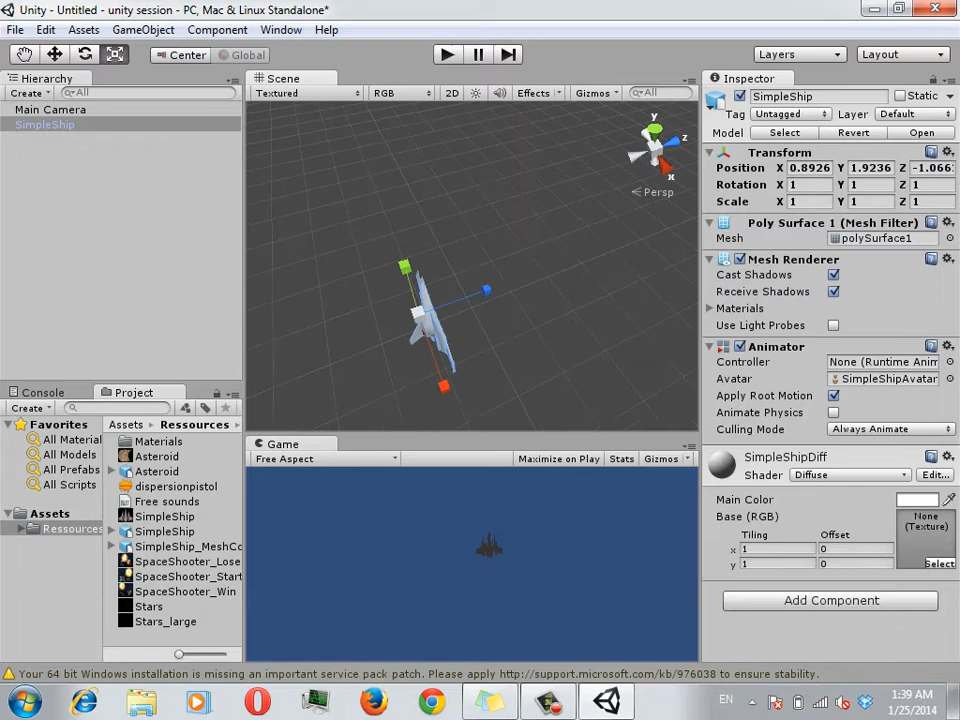 Unity - Untitled - unity session - PC, Mac & Linux Standalone*
File Edit Assets GameObject Component Window Help
Center Global Layers Layout
Hierarchy
Create All
Main Camera
SimpleShip
Scene
Textured RGB 2D Effects Gizmos All
y
z
x
Persp
Game
Free Aspect Maximize on Play Stats Gizmos
Console Project
Create
Favorites
All Material
All Models
All Prefabs
All Scripts
Assets
Ressources
Assets Ressources
Materials
Asteroid
Asteroid
dispersionpistol
Free sounds
SimpleShip
SimpleShip
SimpleShip_MeshCo
SpaceShooter_Lose
SpaceShooter_Start
SpaceShooter_Win
Stars
Stars_large
Inspector
SimpleShip Static
Tag Untagged Layer Default
Model Select Revert Open
Transform
Position X 0.8926 Y 1.9236 Z -1.066
Rotation X 1 Y 1 Z 1
Scale X 1 Y 1 Z 1
Poly Surface 1 (Mesh Filter)
Mesh polySurface1
Mesh Renderer
Cast Shadows
Receive Shadows
Materials
Use Light Probes
Animator
Controller None (Runtime Anim
Avatar SimpleShipAvatar
Apply Root Motion
Animate Physics
Culling Mode Always Animate
SimpleShipDiff
Shader Diffuse Edit...
Main Color
Base (RGB) None
(Texture)
Tiling Offset
x 1 0
y 1 0
Select
Add Component
Your 64 bit Windows installation is missing an important service pack patch. Please apply http://support.microsoft.com/kb/976038 to ensure stability.
EN 1:39 AM
1/25/2014